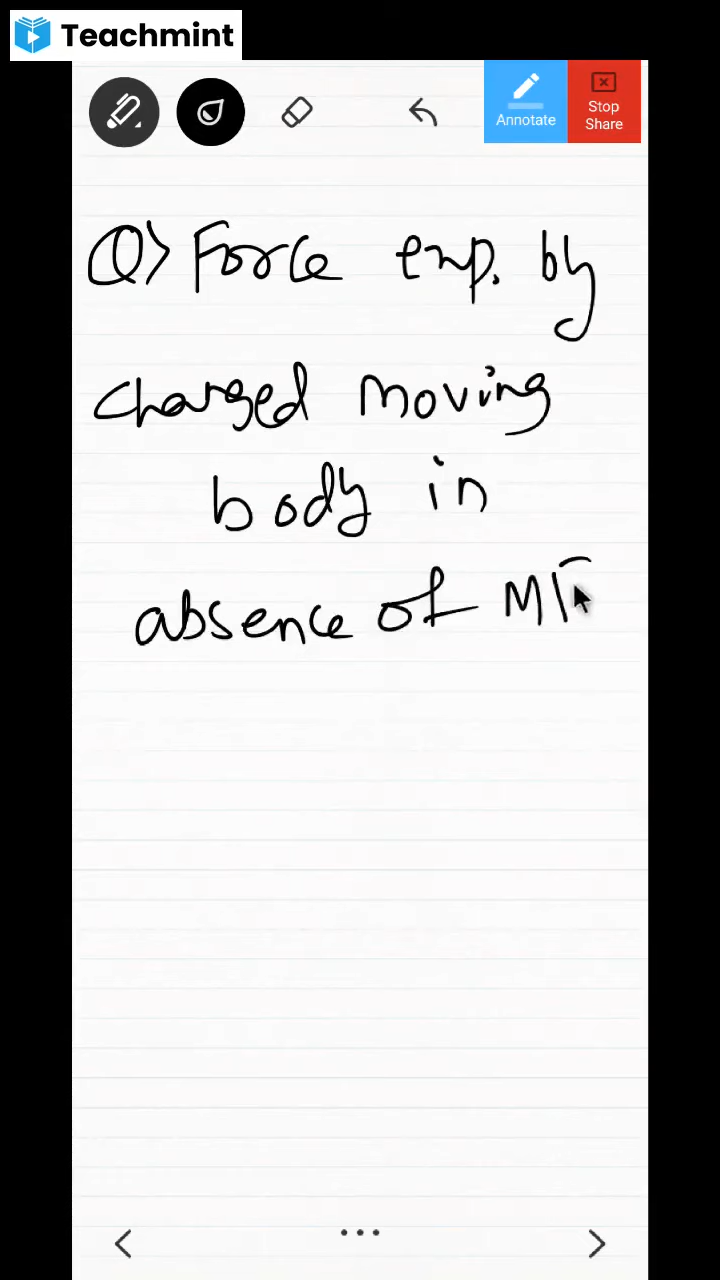 Teachmint
Annotate
Stop
Share
Q> Force exp. by
charged moving
body in
absence of MF